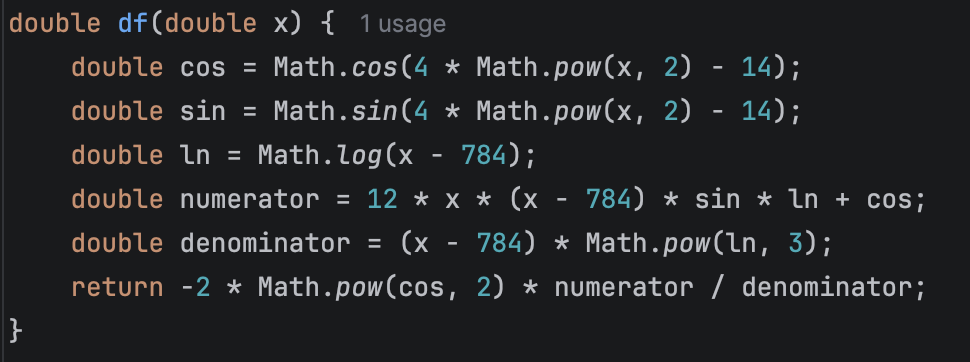 double df(double x) { 1 usage
    double cos = Math.cos(4 * Math.pow(x, 2) - 14);
    double sin = Math.sin(4 * Math.pow(x, 2) - 14);
    double ln = Math.log(x - 784);
    double numerator = 12 * x * (x - 784) * sin * ln + cos;
    double denominator = (x - 784) * Math.pow(ln, 3);
    return -2 * Math.pow(cos, 2) * numerator / denominator;
}